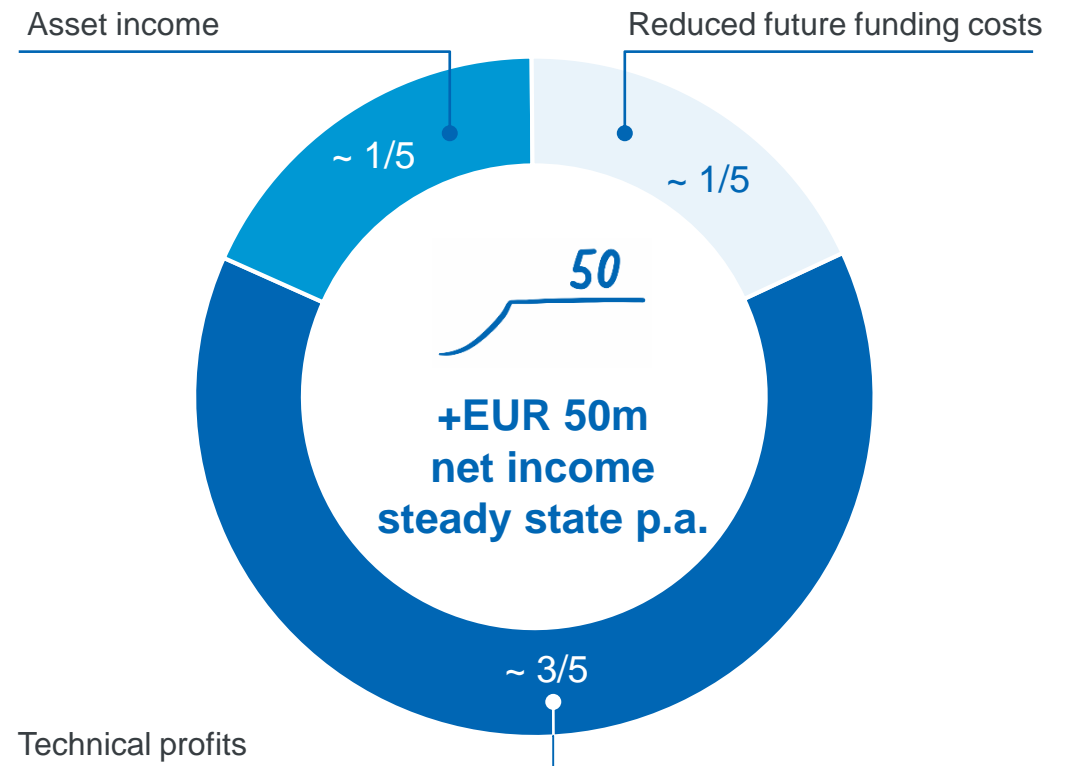 Asset income
Reduced future funding costs
~ 1/5
~ 1/5
50
+EUR 50m
net income
steady state p.a.
~ 3/5
Technical profits